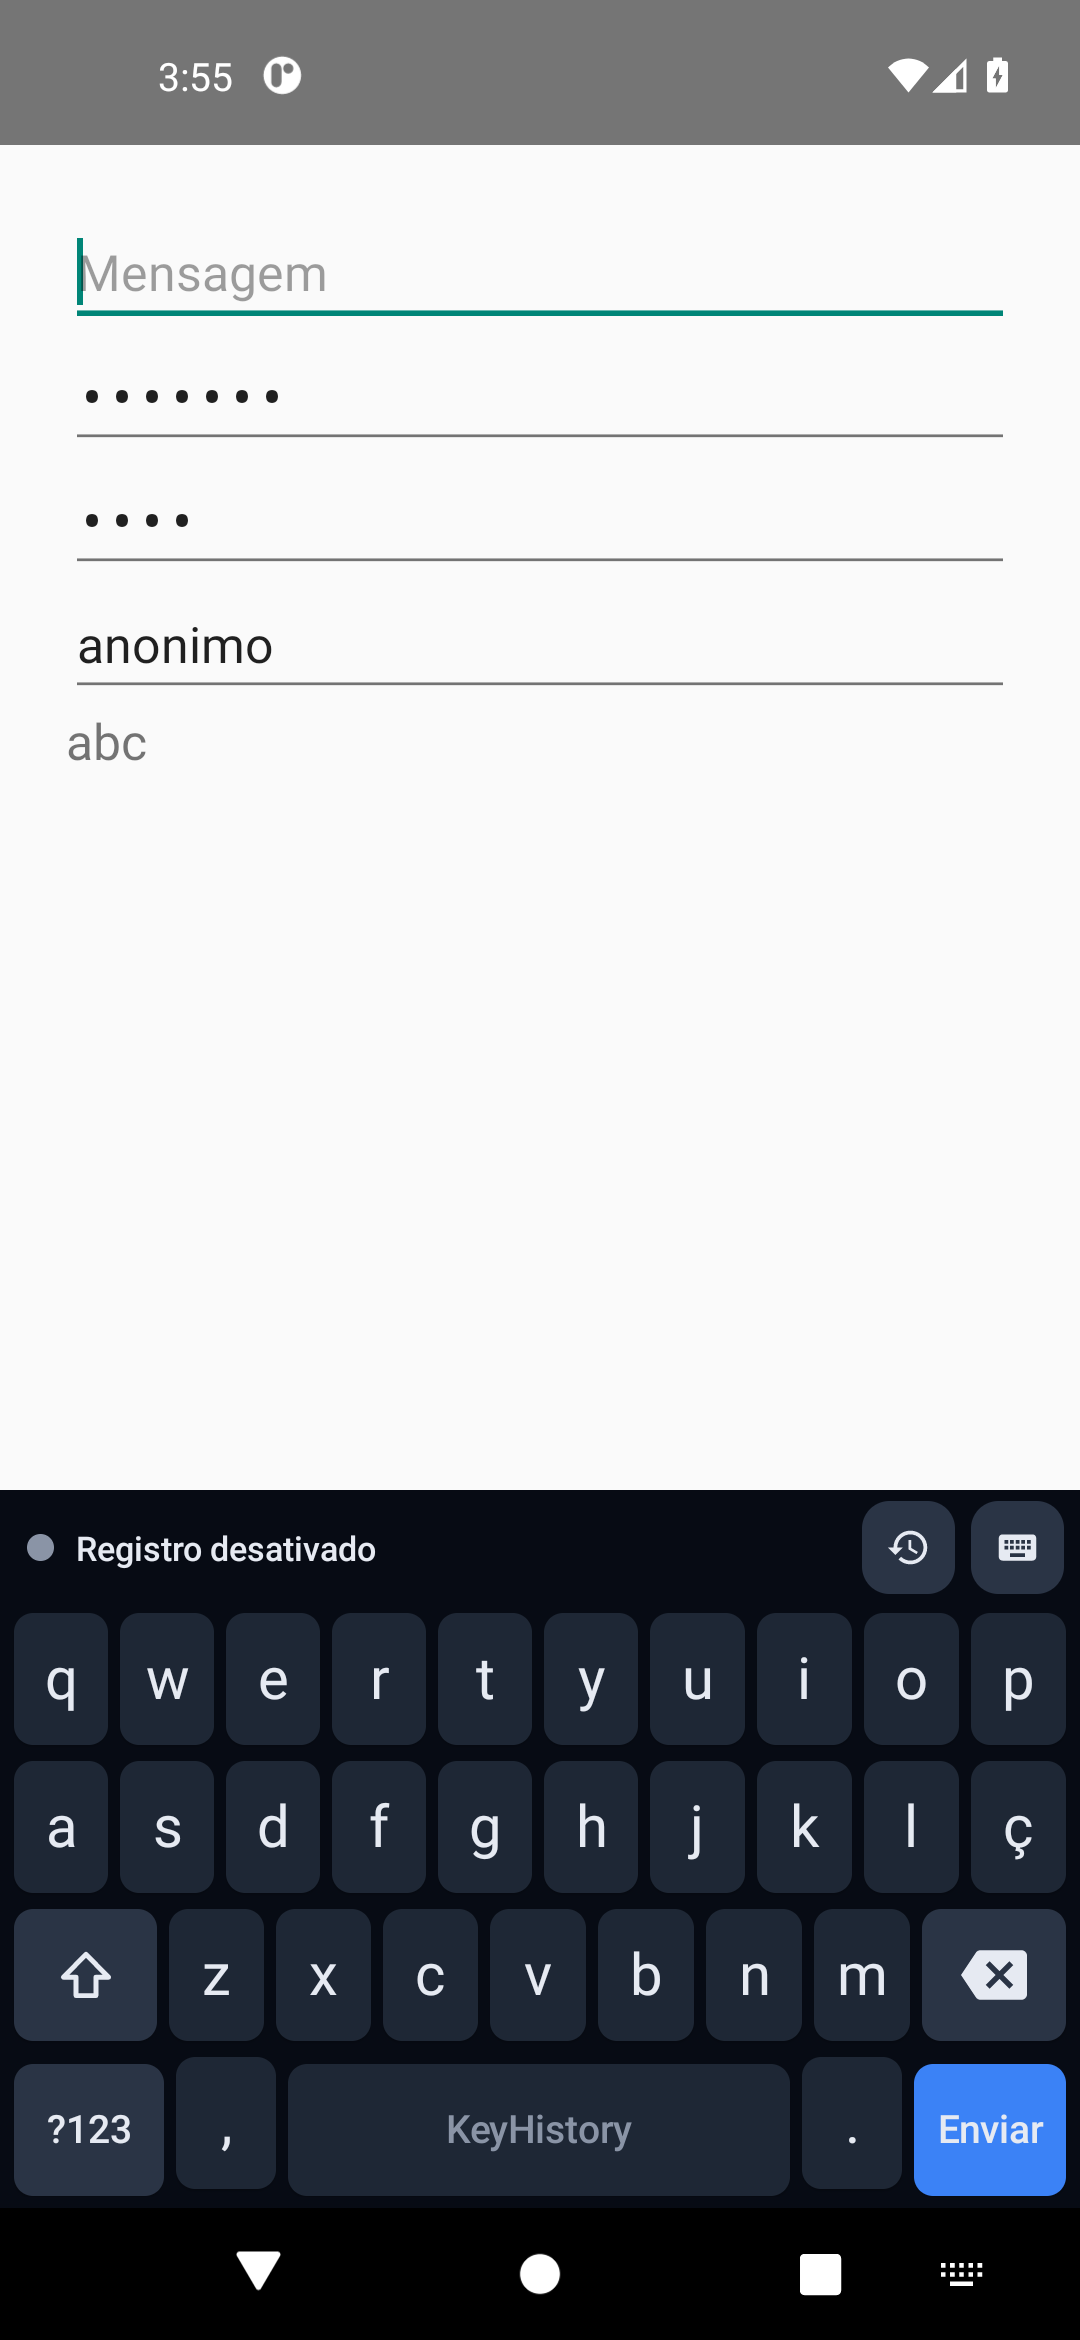 3:55
Mensagem
•••••••
••••
anonimo
abc
Registro desativado
q w e r t y u i o p
a s d f g h j k l ç
z x c v b n m
?123 , KeyHistory . Enviar